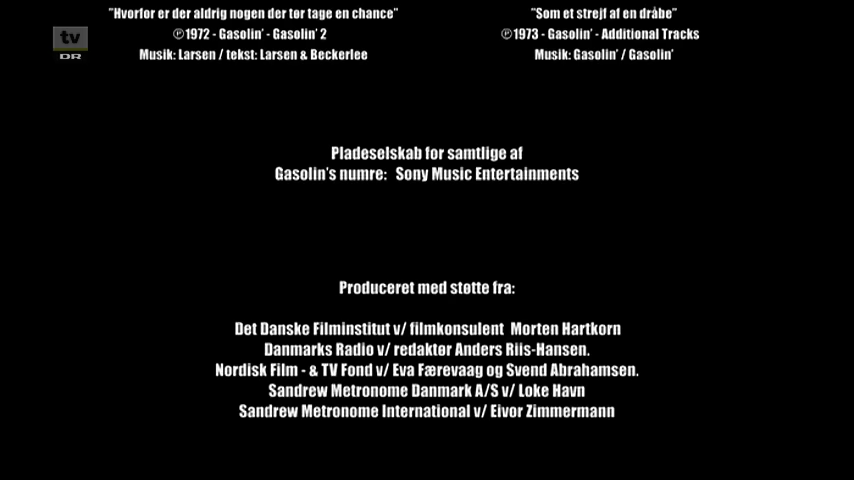 "Hvorfor er der aldrig nogen der tør tage en chance"
℗1972 - Gasolin' - Gasolin' 2
Musik: Larsen / tekst: Larsen & Beckerlee
"Som et strejf af en dråbe"
℗1973 - Gasolin' - Additional Tracks
Musik: Gasolin' / Gasolin'
tv
DR
Pladeselskab for samtlige af
Gasolin's numre: Sony Music Entertainments
Produceret med støtte fra:
Det Danske Filminstitut v/ filmkonsulent Morten Hartkorn
Danmarks Radio v/ redaktør Anders Riis-Hansen.
Nordisk Film - & TV Fond v/ Eva Færevaag og Svend Abrahamsen.
Sandrew Metronome Danmark A/S v/ Loke Havn
Sandrew Metronome International v/ Eivor Zimmermann